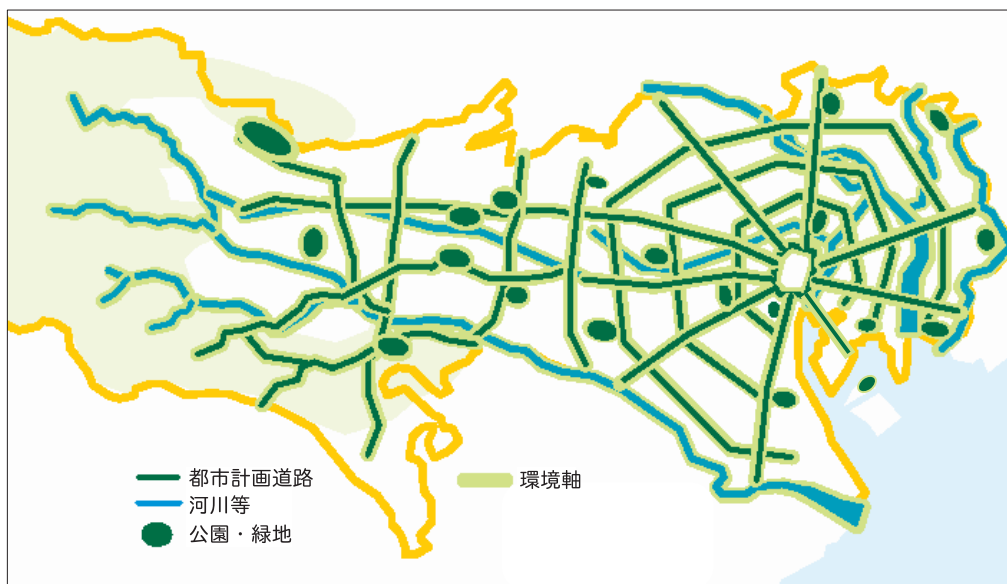 都市計画道路
河川等
公園・緑地
環境軸